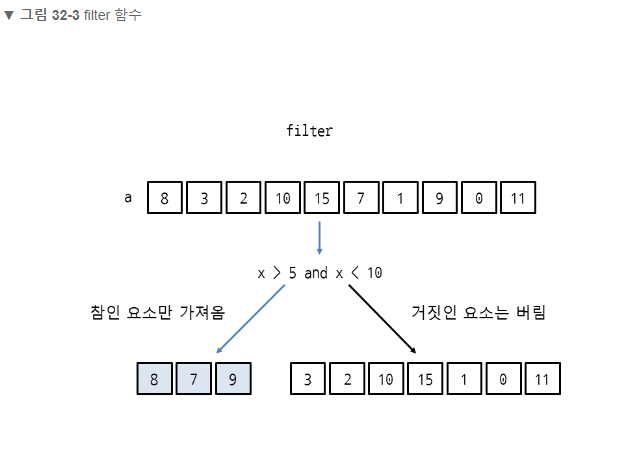 ▼ 그림 32-3 filter 함수
filter
a 8 3 2 10 15 7 1 9 0 11
x > 5 and x < 10
참인 요소만 가져옴 거짓인 요소는 버림
8 7 9 3 2 10 15 1 0 11